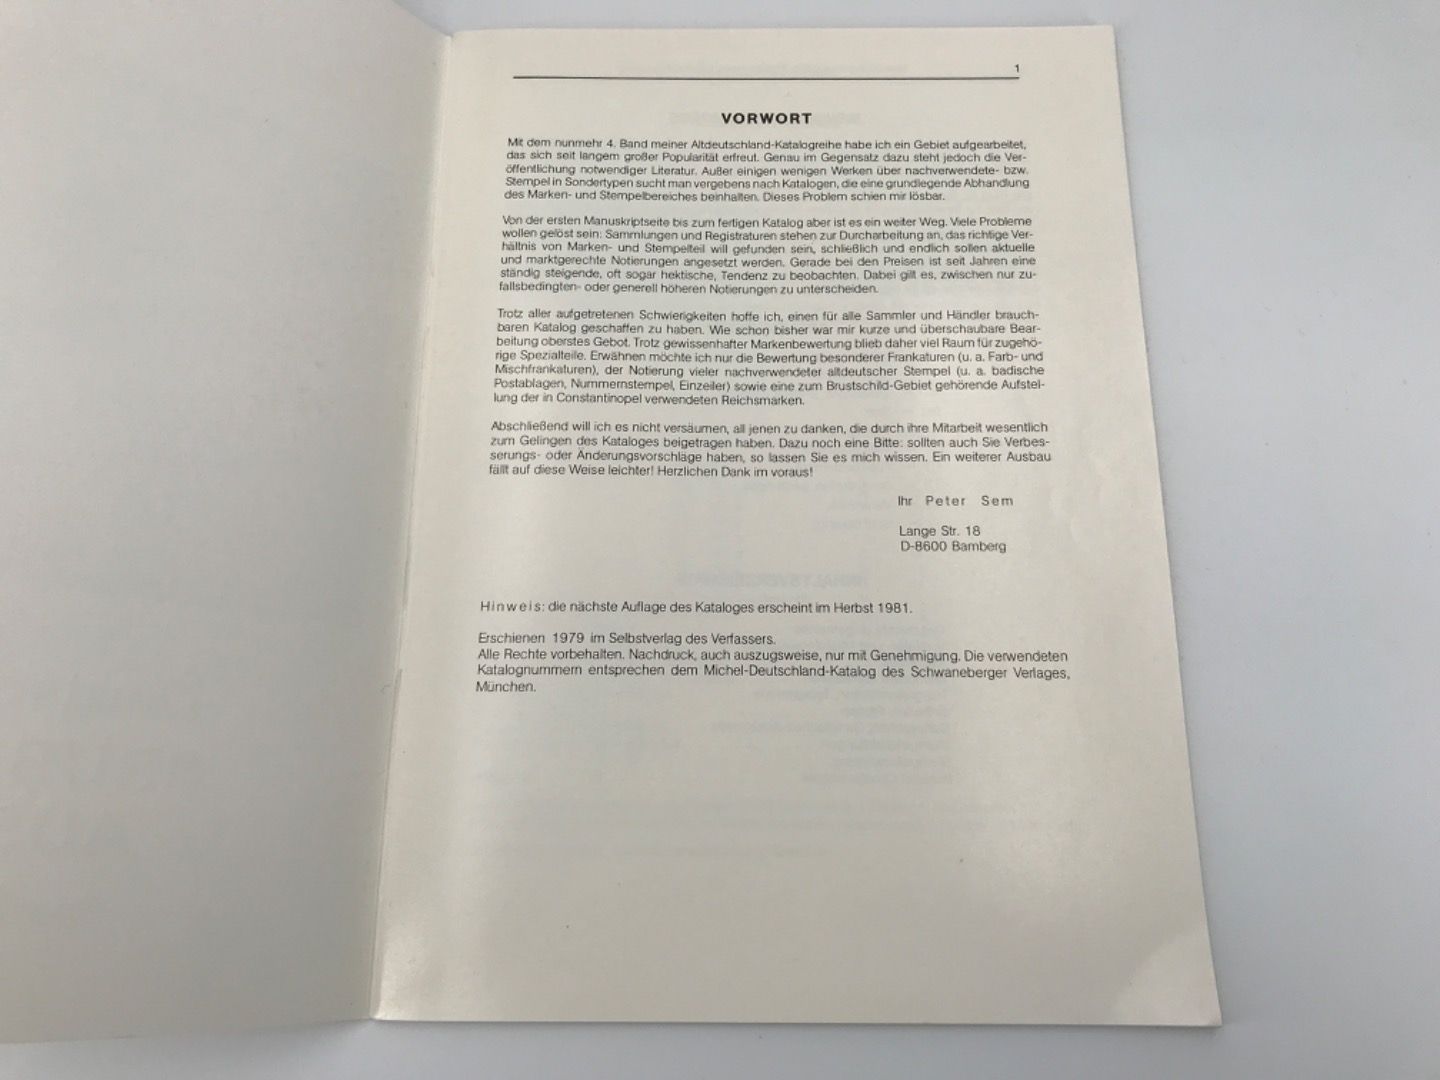 1
VORWORT
Mit dem nunmehr 4. Band meiner Altdeutschland-Katalogreihe habe ich ein Gebiet aufgearbeitet,
das sich seit langem großer Popularität erfreut. Genau im Gegensatz dazu steht jedoch die Ver-
öffentlichung notwendiger Literatur. Außer einigen wenigen Werken über nachverwendete- bzw.
Stempel in Sondertypen sucht man vergebens nach Katalogen, die eine grundlegende Abhandlung
des Marken- und Stempelbereiches beinhalten. Dieses Problem schien mir lösbar.
Von der ersten Manuskriptseite bis zum fertigen Katalog aber ist es ein weiter Weg. Viele Probleme
wollen gelöst sein: Sammlungen und Registraturen stehen zur Durcharbeitung an, das richtige Ver-
hältnis von Marken- und Stempelteil will gefunden sein, schließlich und endlich sollen aktuelle
und marktgerechte Notierungen angesetzt werden. Gerade bei den Preisen ist seit Jahren eine
ständig steigende, oft sogar hektische, Tendenz zu beobachten. Dabei gilt es, zwischen nur zu-
fallsbedingten- oder generell höheren Notierungen zu unterscheiden.
Trotz aller aufgetretenen Schwierigkeiten hoffe ich, einen für alle Sammler und Händler brauch-
baren Katalog geschaffen zu haben. Wie schon bisher war mir kurze und überschaubare Bear-
beitung oberstes Gebot. Trotz gewissenhafter Markenbewertung blieb daher viel Raum für zugehö-
rige Spezialteile. Erwähnen möchte ich nur die Bewertung besonderer Frankaturen (u. a. Farb- und
Mischfrankaturen), der Notierung vieler nachverwendeter altdeutscher Stempel (u. a. badische
Postablagen, Nummernstempel, Einzeiler) sowie eine zum Brustschild-Gebiet gehörende Aufstel-
lung der in Constantinopel verwendeten Reichsmarken.
Abschließend will ich es nicht versäumen, all jenen zu danken, die durch ihre Mitarbeit wesentlich
zum Gelingen des Kataloges beigetragen haben. Dazu noch eine Bitte: sollten auch Sie Verbes-
serungs- oder Änderungsvorschläge haben, so lassen Sie es mich wissen. Ein weiterer Ausbau
fällt auf diese Weise leichter! Herzlichen Dank im voraus!
Ihr Peter Sem
Lange Str. 18
D-8600 Bamberg
Hinweis: die nächste Auflage des Kataloges erscheint im Herbst 1981.
Erschienen 1979 im Selbstverlag des Verfassers.
Alle Rechte vorbehalten. Nachdruck, auch auszugsweise, nur mit Genehmigung. Die verwendeten
Katalognummern entsprechen dem Michel-Deutschland-Katalog des Schwaneberger Verlages,
München.